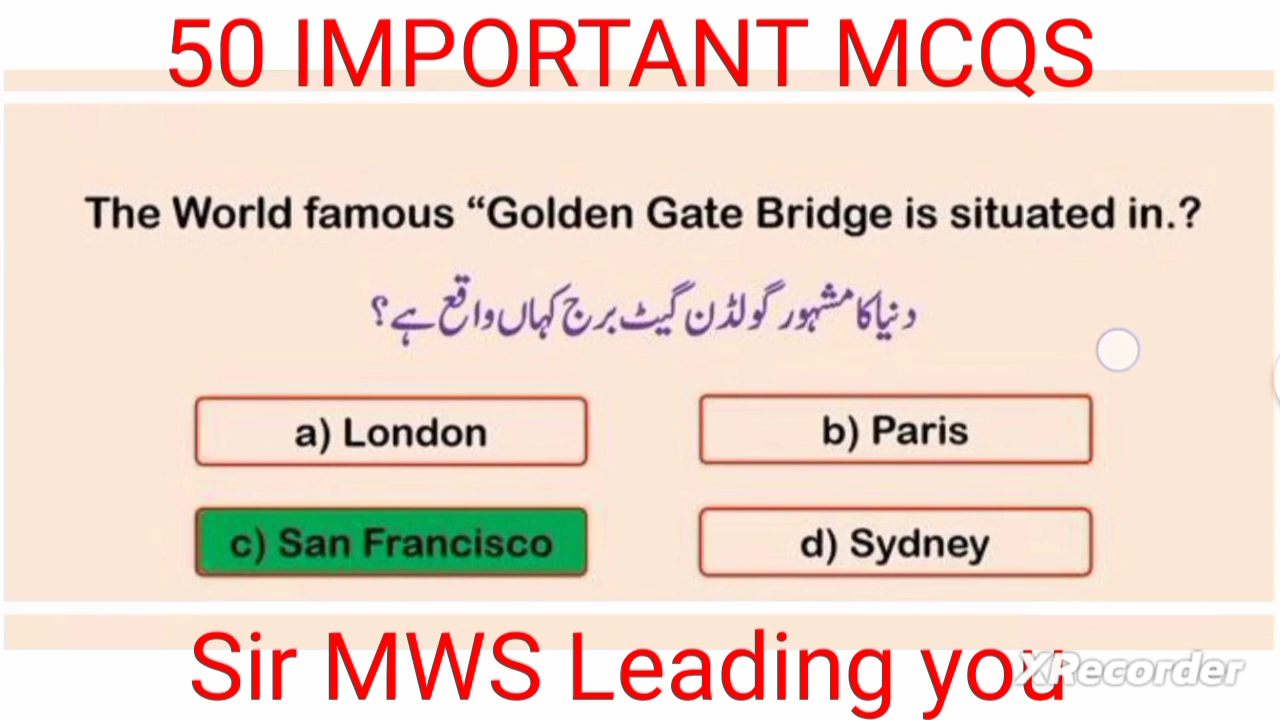 50 IMPORTANT MCQS
The World famous “Golden Gate Bridge is situated in.?
دنیا کا مشہور گولڈن گیٹ برج کہاں واقع ہے؟
a) London
b) Paris
c) San Francisco
d) Sydney
Sir MWS Leading you
XRecorder